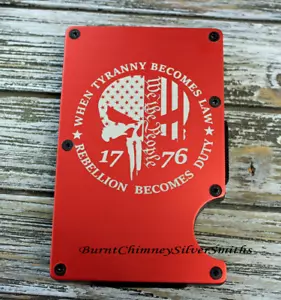 WHEN TYRANNY BECOMES LAW
We the People
17 76
REBELLION BECOMES DUTY
BurntChimneySilverSmiths